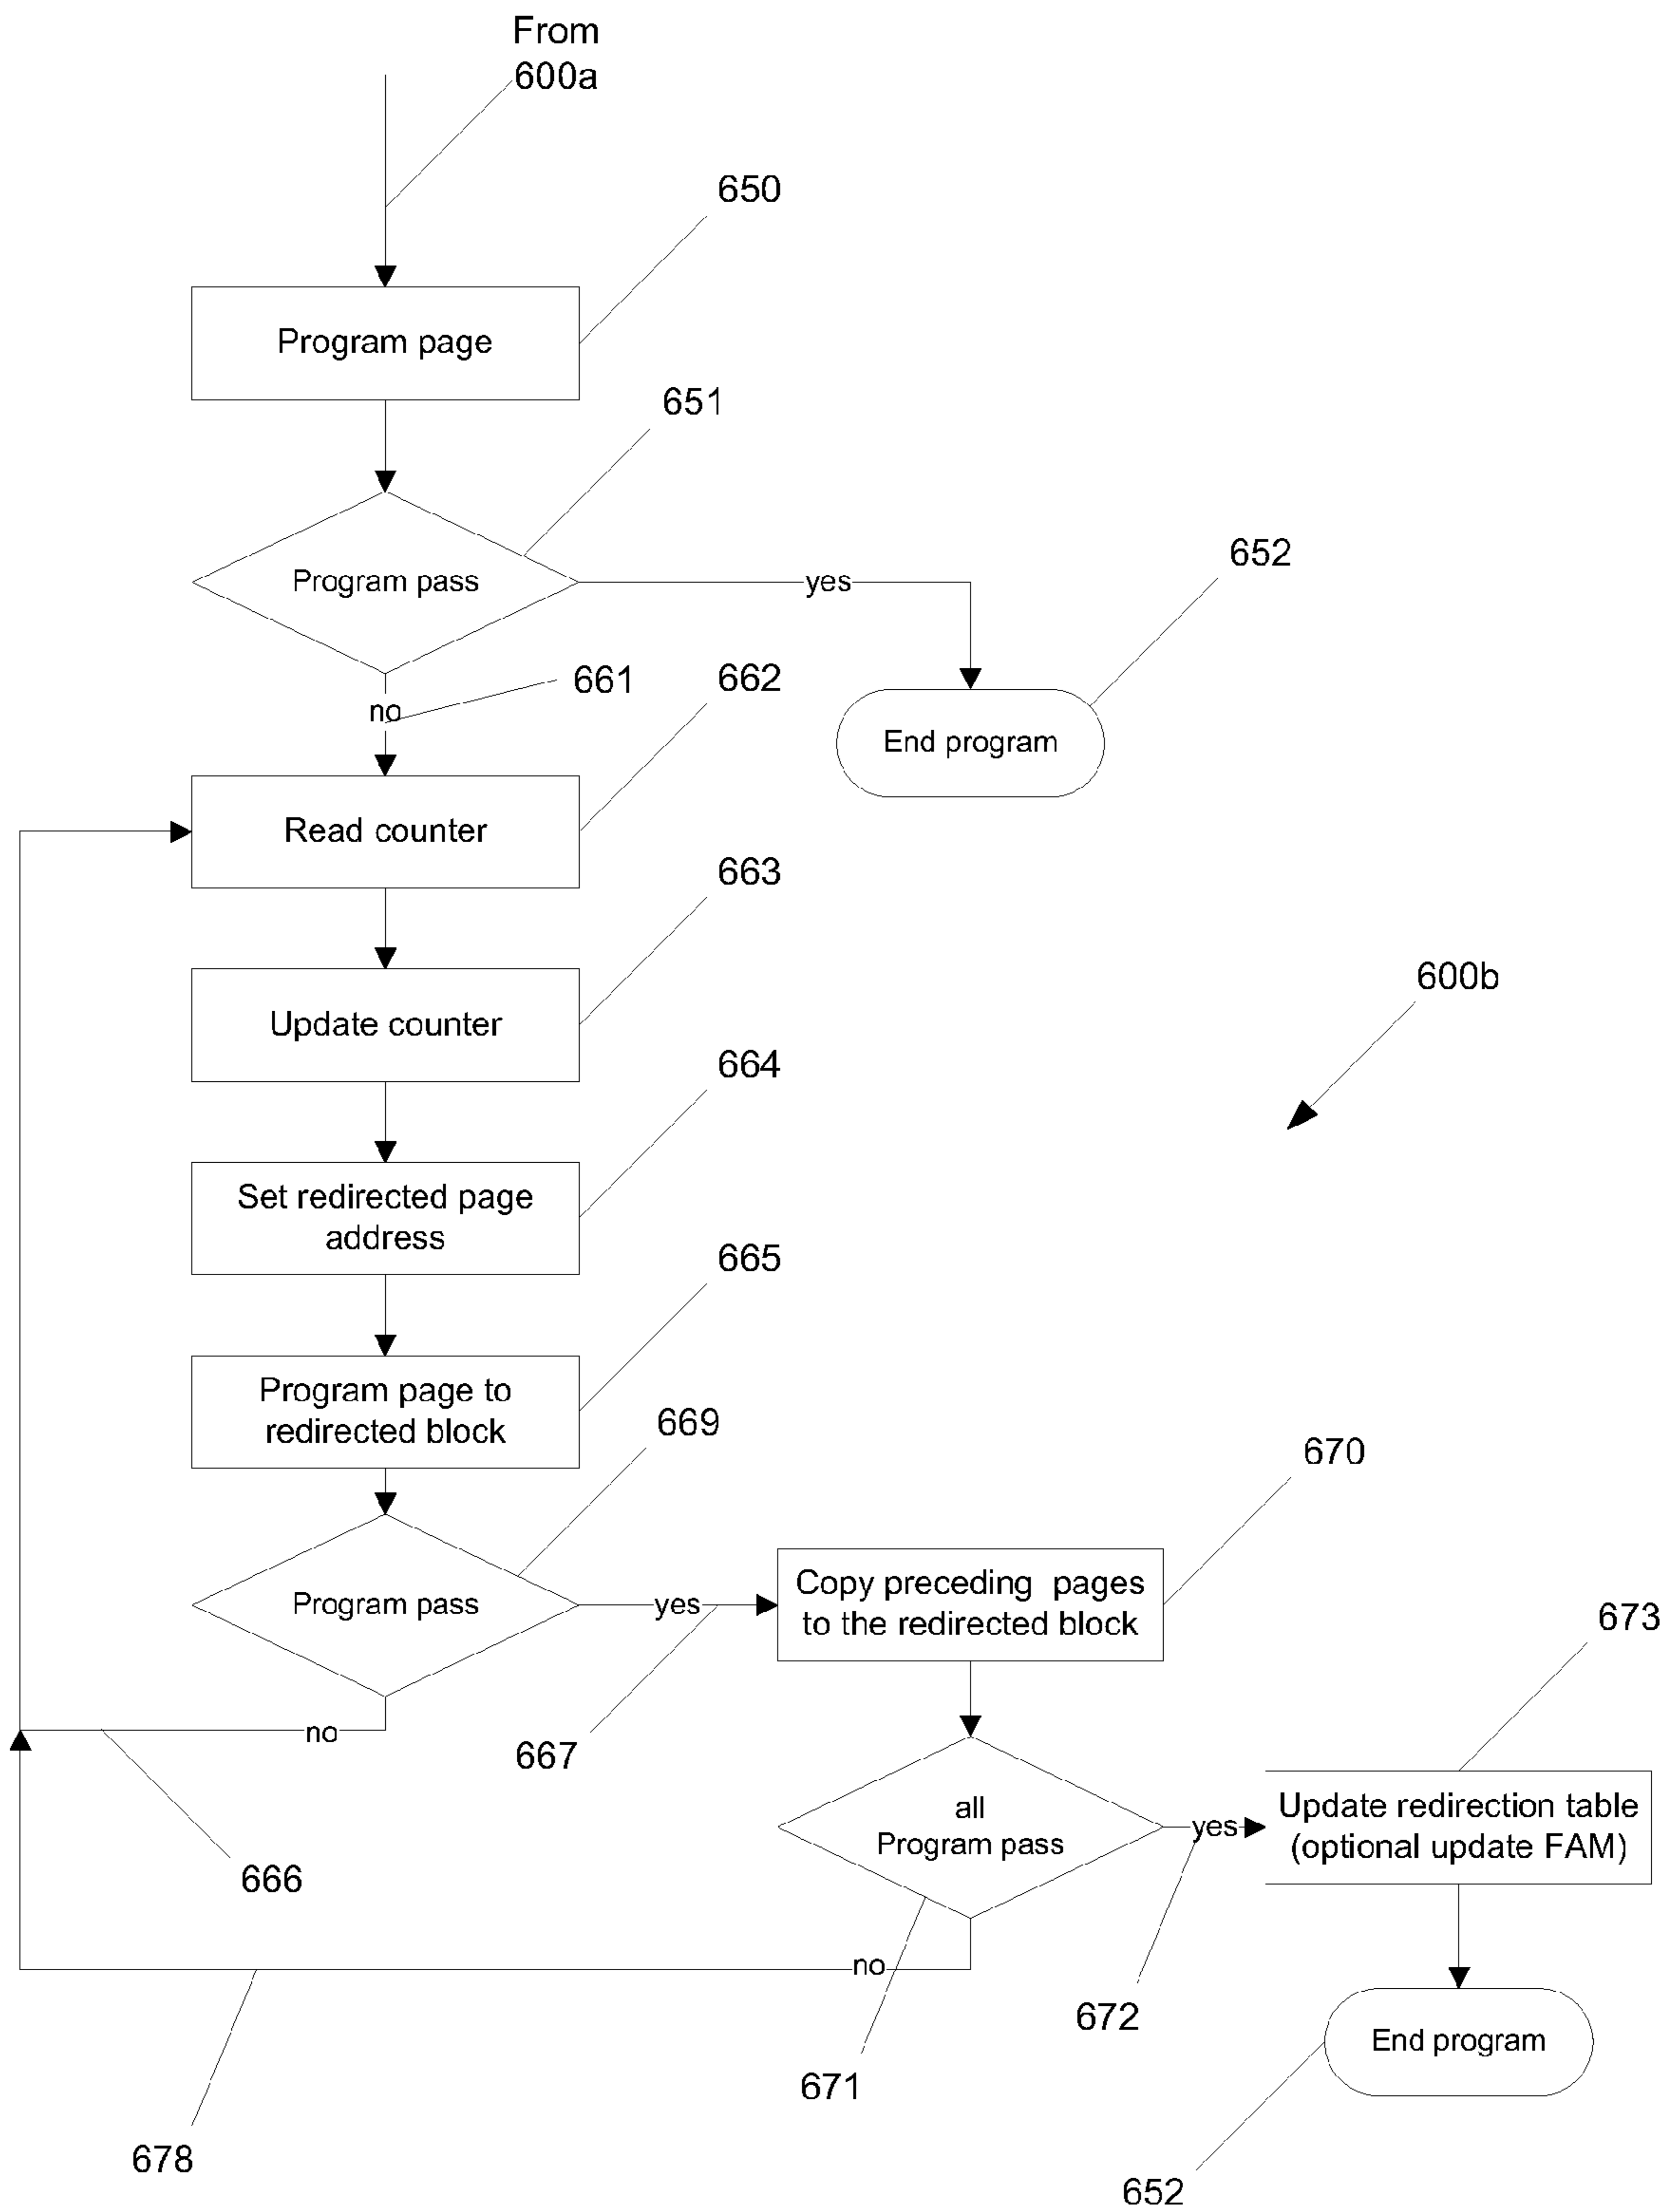 From
600a
650
Program page
651
Program pass
yes
652
661
662
no
End program
Read counter
663
600b
Update counter
664
Set redirected page
address
665
Program page to
redirected block
669
670
Copy preceding pages
to the redirected block
Program pass
yes
673
no
667
all
Program pass
yes
Update redirection table
(optional update FAM)
666
no
672
End program
671
678
652